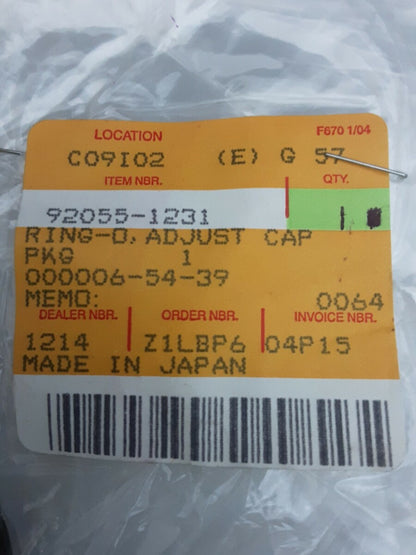 LOCATION F670 1/04
C09I02 (E) G 57
ITEM NBR. QTY.
92055-1231 1
RING-O, ADJUST CAP
PKG 1
000006-54-39
MEMO: 0064
DEALER NBR. ORDER NBR. INVOICE NBR.
1214 Z1LBP6 04P15
MADE IN JAPAN